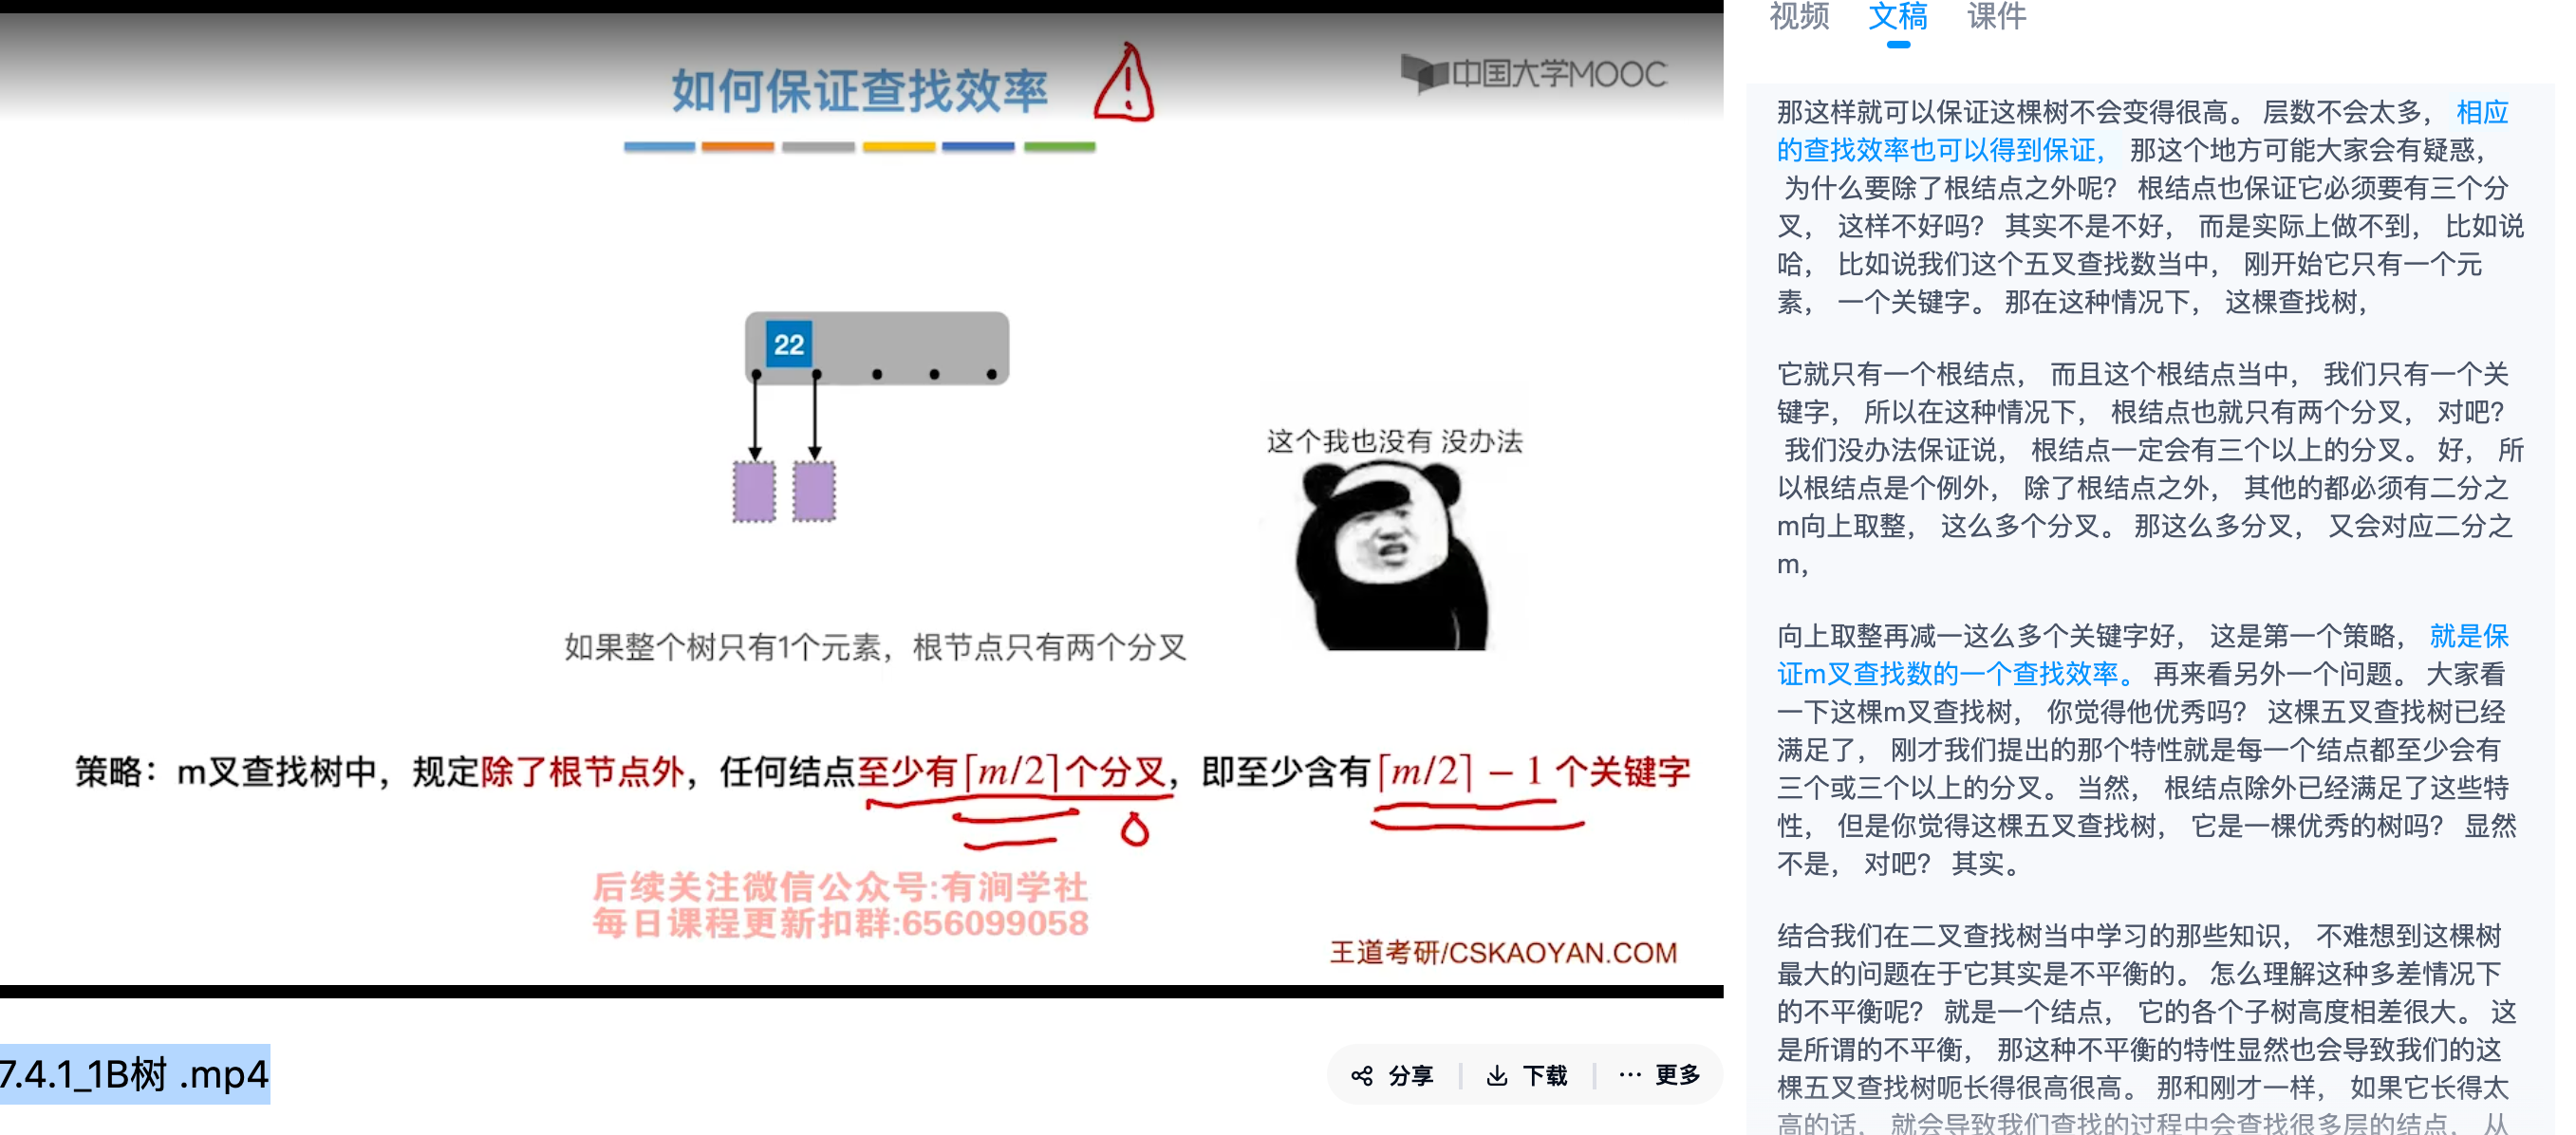 如何保证查找效率
中国大学MOOC
22
这个我也没有 没办法
如果整个树只有1个元素，根节点只有两个分叉
策略：m叉查找树中，规定除了根节点外，任何结点至少有⌈m/2⌉个分叉，即至少含有⌈m/2⌉ − 1 个关键字
后续关注微信公众号:有涧学社
每日课程更新扣群:656099058
王道考研/CSKAOYAN.COM
7.4.1_1B树 .mp4
分享
下载
更多
视频 文稿 课件
那这样就可以保证这棵树不会变得很高。 层数不会太多， 相应
的查找效率也可以得到保证， 那这个地方可能大家会有疑惑，
为什么要除了根结点之外呢？ 根结点也保证它必须要有三个分
叉， 这样不好吗？ 其实不是不好， 而是实际上做不到， 比如说
哈， 比如说我们这个五叉查找数当中， 刚开始它只有一个元
素， 一个关键字。 那在这种情况下， 这棵查找树，
它就只有一个根结点， 而且这个根结点当中， 我们只有一个关
键字， 所以在这种情况下， 根结点也就只有两个分叉， 对吧？
我们没办法保证说， 根结点一定会有三个以上的分叉。 好， 所
以根结点是个例外， 除了根结点之外， 其他的都必须有二分之
m向上取整， 这么多个分叉。 那这么多分叉， 又会对应二分之
m，
向上取整再减一这么多个关键字好， 这是第一个策略， 就是保
证m叉查找数的一个查找效率。 再来看另外一个问题。 大家看
一下这棵m叉查找树， 你觉得他优秀吗？ 这棵五叉查找树已经
满足了， 刚才我们提出的那个特性就是每一个结点都至少会有
三个或三个以上的分叉。 当然， 根结点除外已经满足了这些特
性， 但是你觉得这棵五叉查找树， 它是一棵优秀的树吗？ 显然
不是， 对吧？ 其实。
结合我们在二叉查找树当中学习的那些知识， 不难想到这棵树
最大的问题在于它其实是不平衡的。 怎么理解这种多差情况下
的不平衡呢？ 就是一个结点， 它的各个子树高度相差很大。 这
是所谓的不平衡， 那这种不平衡的特性显然也会导致我们的这
棵五叉查找树呃长得很高很高。 那和刚才一样， 如果它长得太
高的话， 就会导致我们查找的过程中会查找很多层的结点， 从